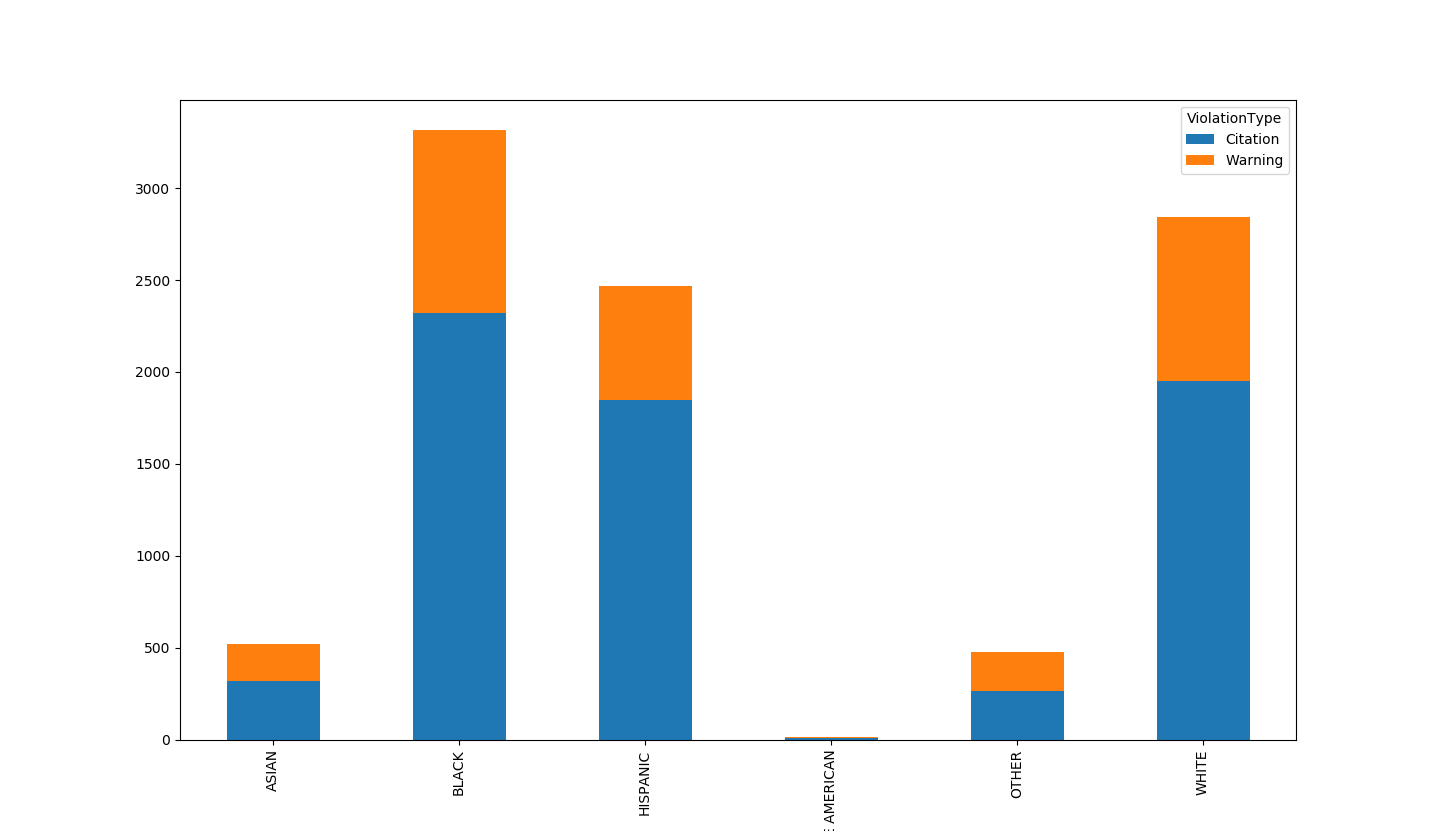 ViolationType
Citation
Warning
3000
2500
2000
1500
1000
500
0
ASIAN
BLACK
HISPANIC
AMERICAN
OTHER
WHITE